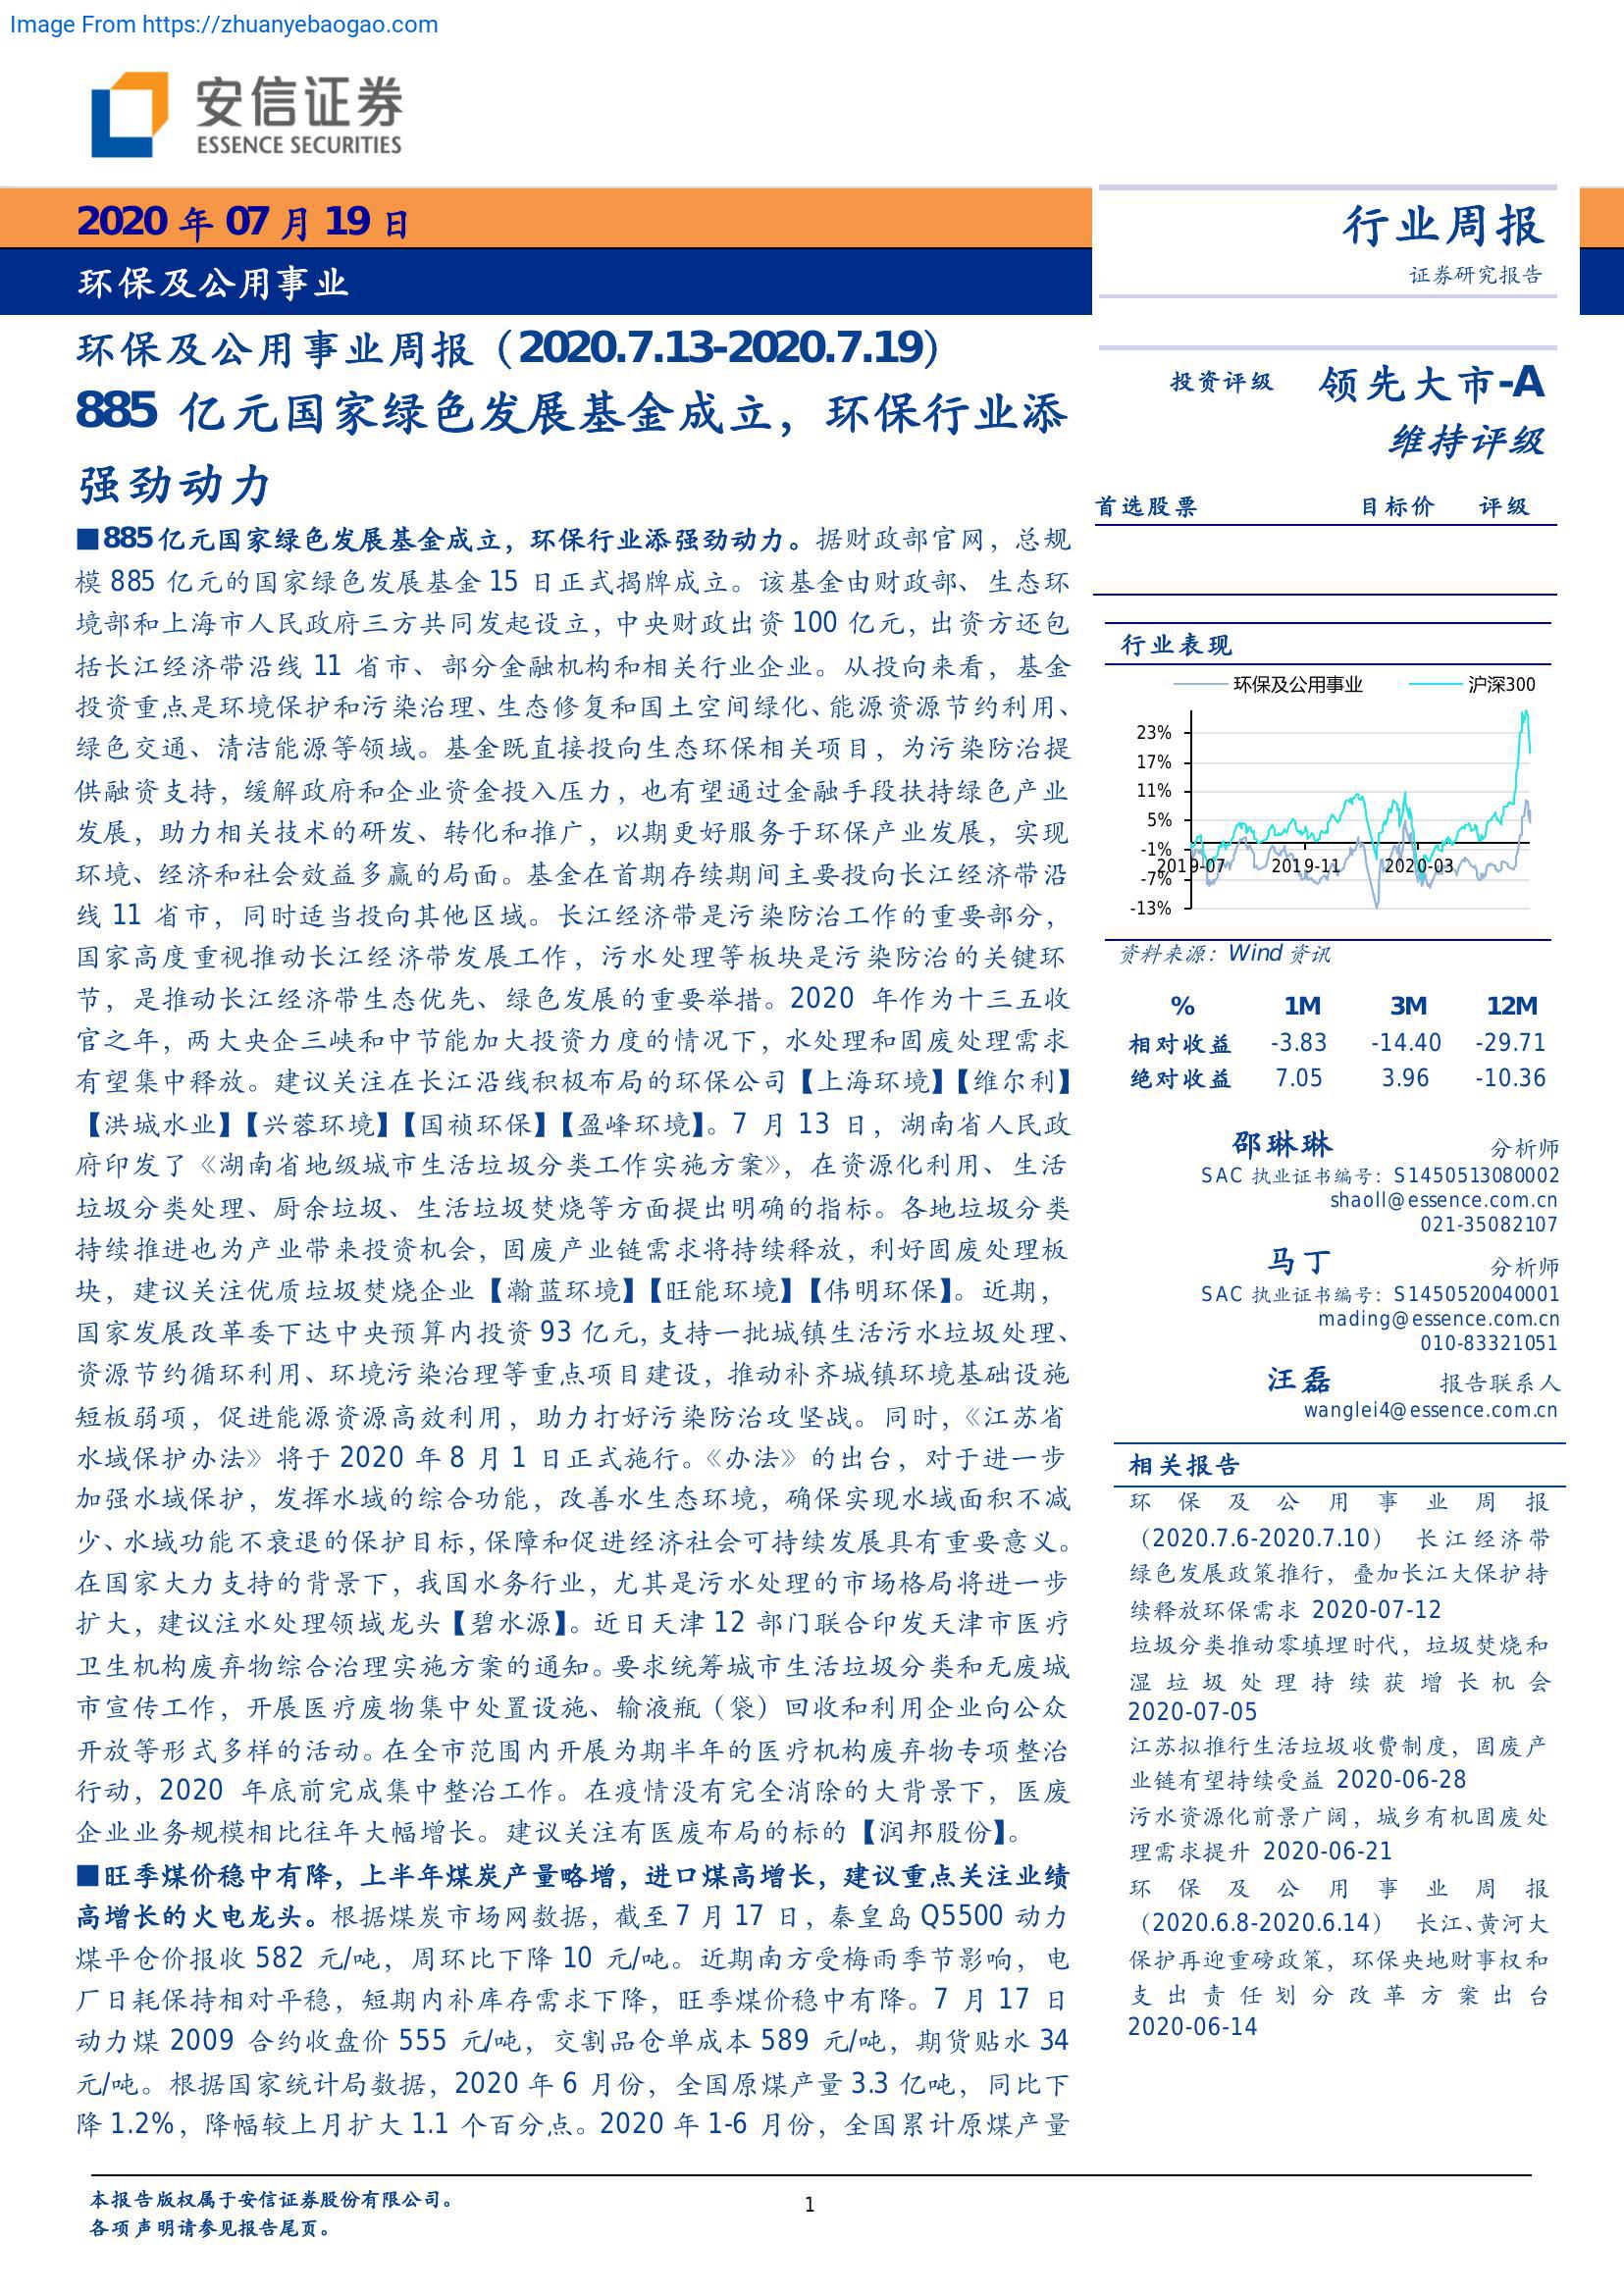 Image From https://zhuanyebaogao.com
安信证券
ESSENCE SECURITIES
2020 年 07 月 19 日
环保及公用事业
环保及公用事业周报（2020.7.13-2020.7.19）
885 亿元国家绿色发展基金成立，环保行业添
强劲动力
■885 亿元国家绿色发展基金成立，环保行业添强劲动力。据财政部官网，总规
模 885 亿元的国家绿色发展基金 15 日正式揭牌成立。该基金由财政部、生态环
境部和上海市人民政府三方共同发起设立，中央财政出资 100 亿元，出资方还包
括长江经济带沿线 11 省市、部分金融机构和相关行业企业。从投向来看，基金
投资重点是环境保护和污染治理、生态修复和国土空间绿化、能源资源节约利用、
绿色交通、清洁能源等领域。基金既直接投向生态环保相关项目，为污染防治提
供融资支持，缓解政府和企业资金投入压力，也有望通过金融手段扶持绿色产业
发展，助力相关技术的研发、转化和推广，以期更好服务于环保产业发展，实现
环境、经济和社会效益多赢的局面。基金在首期存续期间主要投向长江经济带沿
线 11 省市，同时适当投向其他区域。长江经济带是污染防治工作的重要部分，
国家高度重视推动长江经济带发展工作，污水处理等板块是污染防治的关键环
节，是推动长江经济带生态优先、绿色发展的重要举措。2020 年作为十三五收
官之年，两大央企三峡和中节能加大投资力度的情况下，水处理和固废处理需求
有望集中释放。建议关注在长江沿线积极布局的环保公司【上海环境】【维尔利】
【洪城水业】【兴蓉环境】【国祯环保】【盈峰环境】。7 月 13 日，湖南省人民政
府印发了《湖南省地级城市生活垃圾分类工作实施方案》，在资源化利用、生活
垃圾分类处理、厨余垃圾、生活垃圾焚烧等方面提出明确的指标。各地垃圾分类
持续推进也为产业带来投资机会，固废产业链需求将持续释放，利好固废处理板
块，建议关注优质垃圾焚烧企业【瀚蓝环境】【旺能环境】【伟明环保】。近期，
国家发展改革委下达中央预算内投资 93 亿元，支持一批城镇生活污水垃圾处理、
资源节约循环利用、环境污染治理等重点项目建设，推动补齐城镇环境基础设施
短板弱项，促进能源资源高效利用，助力打好污染防治攻坚战。同时，《江苏省
水域保护办法》将于 2020 年 8 月 1 日正式施行。《办法》的出台，对于进一步
加强水域保护，发挥水域的综合功能，改善水生态环境，确保实现水域面积不减
少、水域功能不衰退的保护目标，保障和促进经济社会可持续发展具有重要意义。
在国家大力支持的背景下，我国水务行业，尤其是污水处理的市场格局将进一步
扩大，建议注水处理领域龙头【碧水源】。近日天津 12 部门联合印发天津市医疗
卫生机构废弃物综合治理实施方案的通知。要求统筹城市生活垃圾分类和无废城
市宣传工作，开展医疗废物集中处置设施、输液瓶（袋）回收和利用企业向公众
开放等形式多样的活动。在全市范围内开展为期半年的医疗机构废弃物专项整治
行动，2020 年底前完成集中整治工作。在疫情没有完全消除的大背景下，医废
企业业务规模相比往年大幅增长。建议关注有医废布局的标的【润邦股份】。
■旺季煤价稳中有降，上半年煤炭产量略增，进口煤高增长，建议重点关注业绩
高增长的火电龙头。根据煤炭市场网数据，截至 7 月 17 日，秦皇岛 Q5500 动力
煤平仓价报收 582 元/吨，周环比下降 10 元/吨。近期南方受梅雨季节影响，电
厂日耗保持相对平稳，短期内补库存需求下降，旺季煤价稳中有降。7 月 17 日
动力煤 2009 合约收盘价 555 元/吨，交割品仓单成本 589 元/吨，期货贴水 34
元/吨。根据国家统计局数据，2020 年 6 月份，全国原煤产量 3.3 亿吨，同比下
降 1.2%，降幅较上月扩大 1.1 个百分点。2020 年 1-6 月份，全国累计原煤产量
行业周报
证券研究报告
投资评级 领先大市-A
维持评级
首选股票 目标价 评级
行业表现
环保及公用事业 沪深300
23%
17%
11%
5%
-1%
-7%
-13%
2019-07 2019-11 2020-03
资料来源：Wind 资讯
% 1M 3M 12M
相对收益 -3.83 -14.40 -29.71
绝对收益 7.05 3.96 -10.36
邵琳琳 分析师
SAC 执业证书编号：S1450513080002
shaoll@essence.com.cn
021-35082107
马丁 分析师
SAC 执业证书编号：S1450520040001
mading@essence.com.cn
010-83321051
汪磊 报告联系人
wanglei4@essence.com.cn
相关报告
环保及公用事业周报
（2020.7.6-2020.7.10） 长江经济带
绿色发展政策推行，叠加长江大保护持
续释放环保需求 2020-07-12
垃圾分类推动零填埋时代，垃圾焚烧和
湿垃圾处理持续获增长机会
2020-07-05
江苏拟推行生活垃圾收费制度，固废产
业链有望持续受益 2020-06-28
污水资源化前景广阔，城乡有机固废处
理需求提升 2020-06-21
环保及公用事业周报
（2020.6.8-2020.6.14） 长江、黄河大
保护再迎重磅政策，环保央地财事权和
支出责任划分改革方案出台
2020-06-14
本报告版权属于安信证券股份有限公司。
各项声明请参见报告尾页。
1